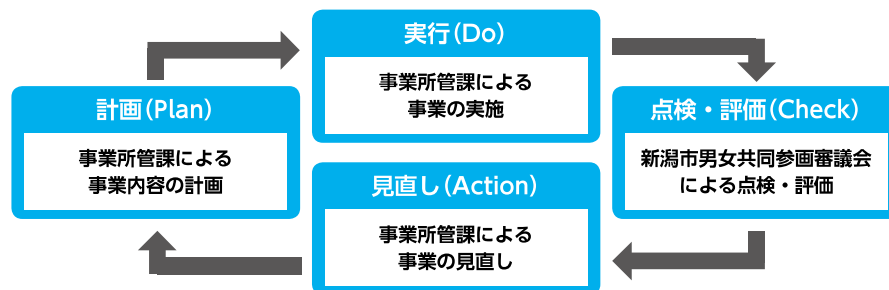 実行(Do)
事業所管課による
事業の実施
計画(Plan)
事業所管課による
事業内容の計画
点検・評価(Check)
新潟市男女共同参画審議会
による点検・評価
見直し(Action)
事業所管課による
事業の見直し